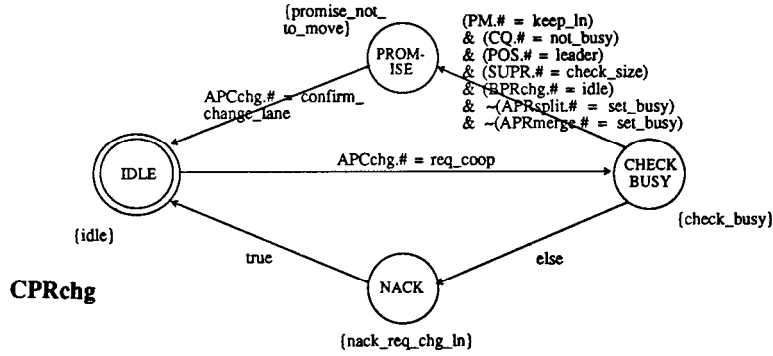 {promise_not_
to_move}
PROM-
ISE
(PM.# = keep_ln)
& (CQ.# = not_busy)
& (POS.# = leader)
& (SUPR.# = check_size)
& (BPRchg.# = idle)
& ~(APRsplit.# = set_busy)
& ~(APRmerge.# = set_busy)
APCchg.# = confirm_
change_lane
IDLE
APCchg.# = req_coop
CHECK
BUSY
{idle}
{check_busy}
true
else
CPRchg
NACK
{nack_req_chg_ln}